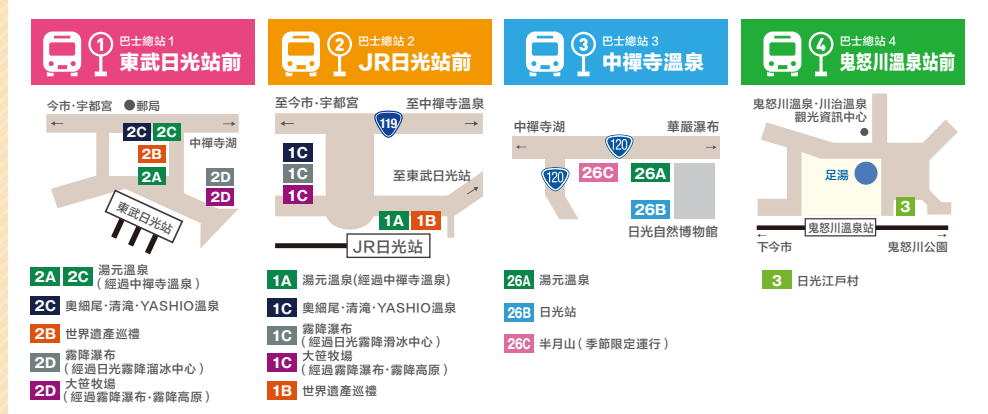 1
巴士總站 1
東武日光站前
今市·宇都宮
●郵局
2C
2C
中禪寺湖
2B
2A
2D
2D
東武日光站
2A 2C 湯元溫泉
(經過中禪寺溫泉)
2C 奧細尾·清滝·YASHIO溫泉
2B 世界遺產巡禮
2D 霧降瀑布
(經過日光霧降溜冰中心)
2D 大笹牧場
(經過霧降瀑布·霧降高原)
2
巴士總站 2
JR日光站前
至今市·宇都宮
至中禪寺溫泉
119
1C
1C
1C
至東武日光站
1A
1B
JR日光站
1A 湯元溫泉(經過中禪寺溫泉)
1C 奧細尾·清滝·YASHIO溫泉
1C 霧降瀑布
(經過日光霧降滑冰中心)
1C 大笹牧場
(經過霧降瀑布·霧降高原)
1B 世界遺產巡禮
3
巴士總站 3
中禪寺溫泉
中禪寺湖
華嚴瀑布
120
120
26C
26A
26B
日光自然博物館
26A 湯元溫泉
26B 日光站
26C 半月山(季節限定運行)
4
巴士總站 4
鬼怒川溫泉站前
鬼怒川溫泉·川治溫泉
觀光資訊中心
足湯
3
鬼怒川溫泉站
下今市
鬼怒川公園
3 日光江戶村